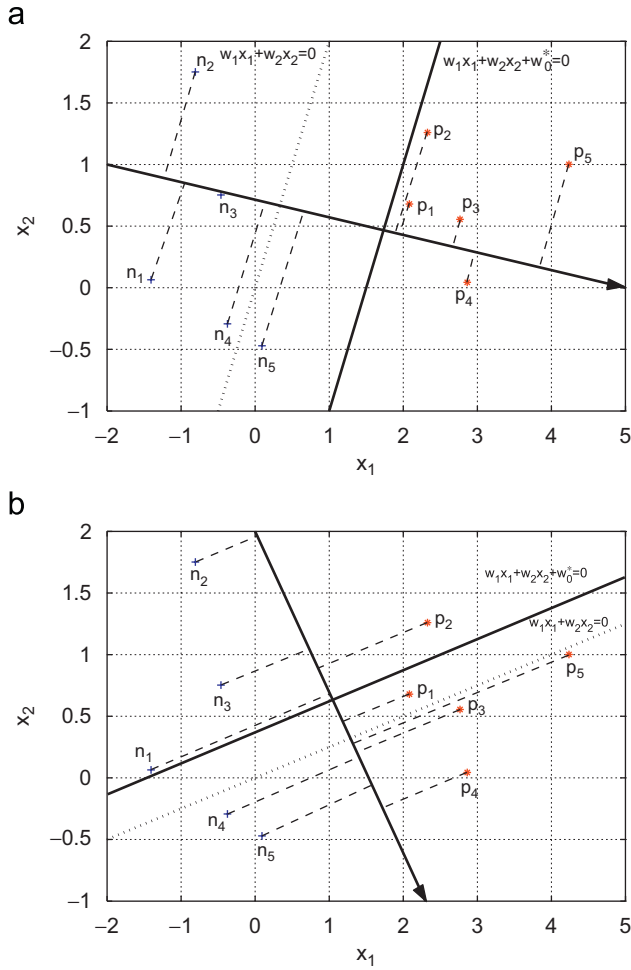 a
2
1.5
1
0.5
0
−0.5
−1
−2
−1
0
1
2
3
4
5
x₂
x₁
w₁x₁+w₂x₂=0
w₁x₁+w₂x₂+w₀*=0
n₂
n₃
n₁
n₄
n₅
p₂
p₁
p₃
p₄
p₅
b
2
1.5
1
0.5
0
−0.5
−1
−2
−1
0
1
2
3
4
5
x₂
x₁
w₁x₁+w₂x₂+w₀*=0
w₁x₁+w₂x₂=0
n₂
n₃
n₁
n₄
n₅
p₂
p₁
p₃
p₅
p₄